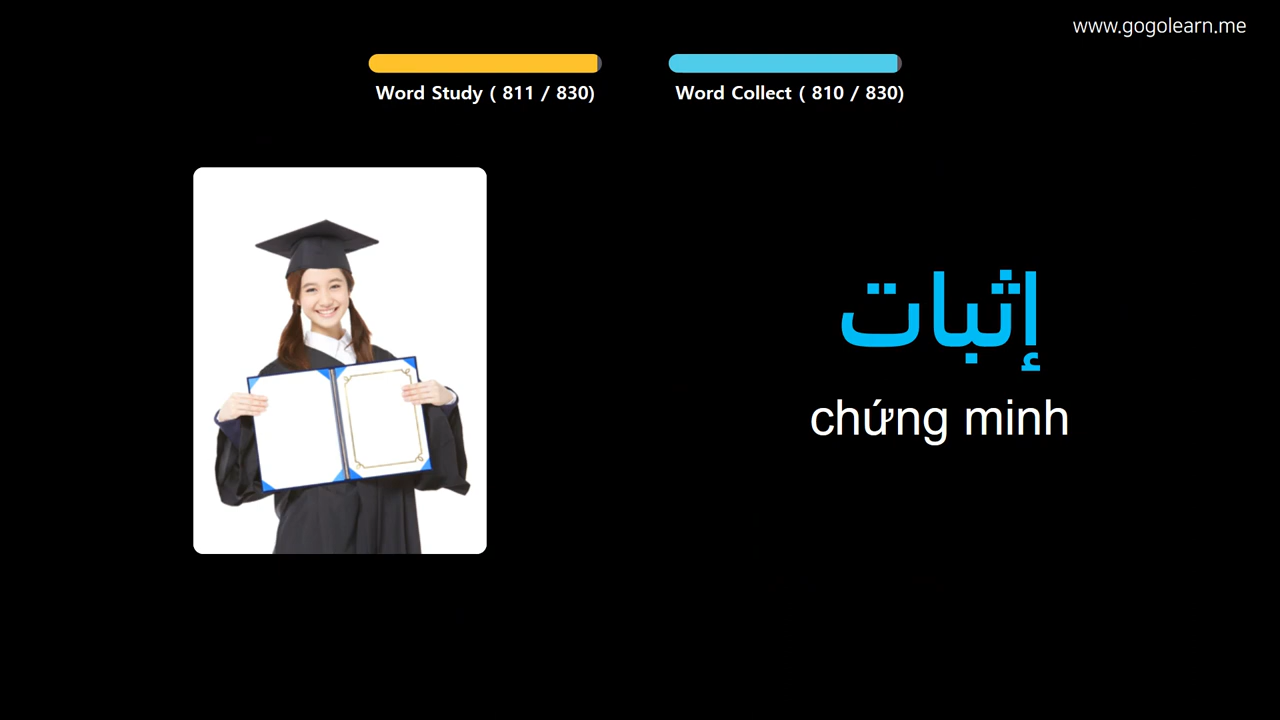 www.gogolearn.me
Word Study ( 811 / 830)
Word Collect ( 810 / 830)
إثبات
chứng minh